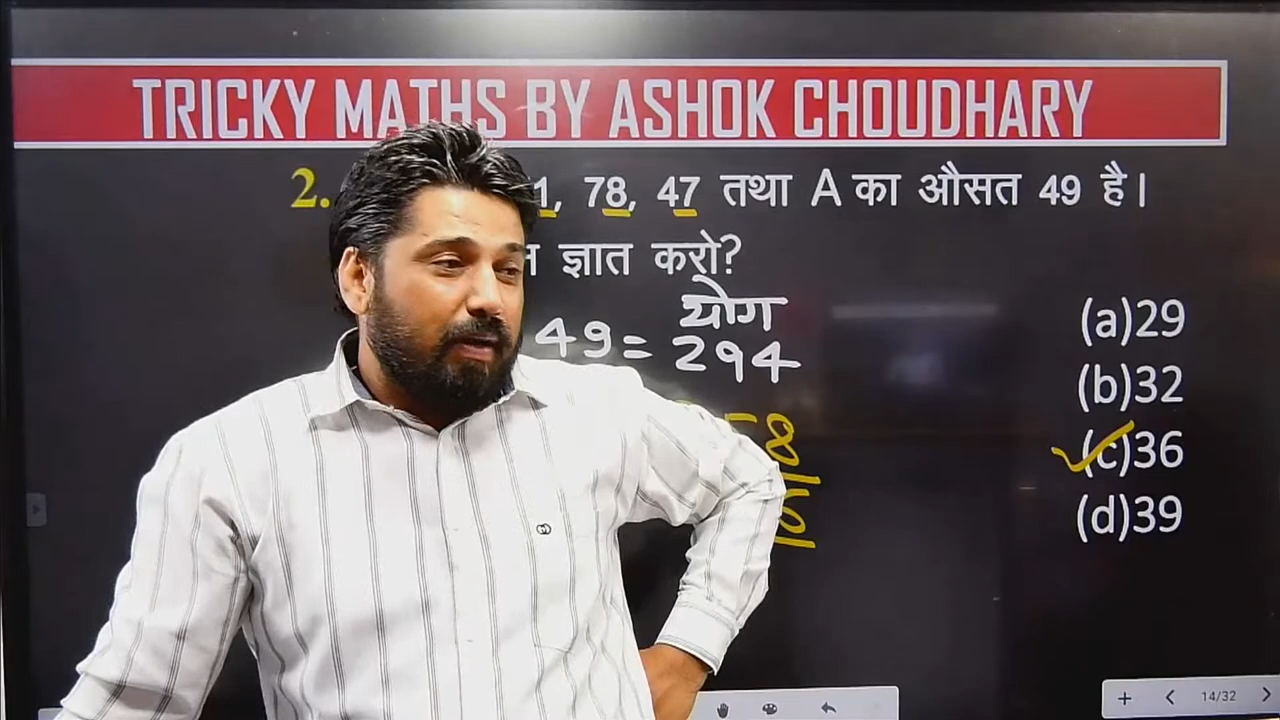 TRICKY MATHS BY ASHOK CHOUDHARY
2. 1, 78, 47 तथा A का औसत 49 है।
ज्ञात करो?
योग
49 = 294
58
(a)29
(b)32
(c)36
(d)39
14/32